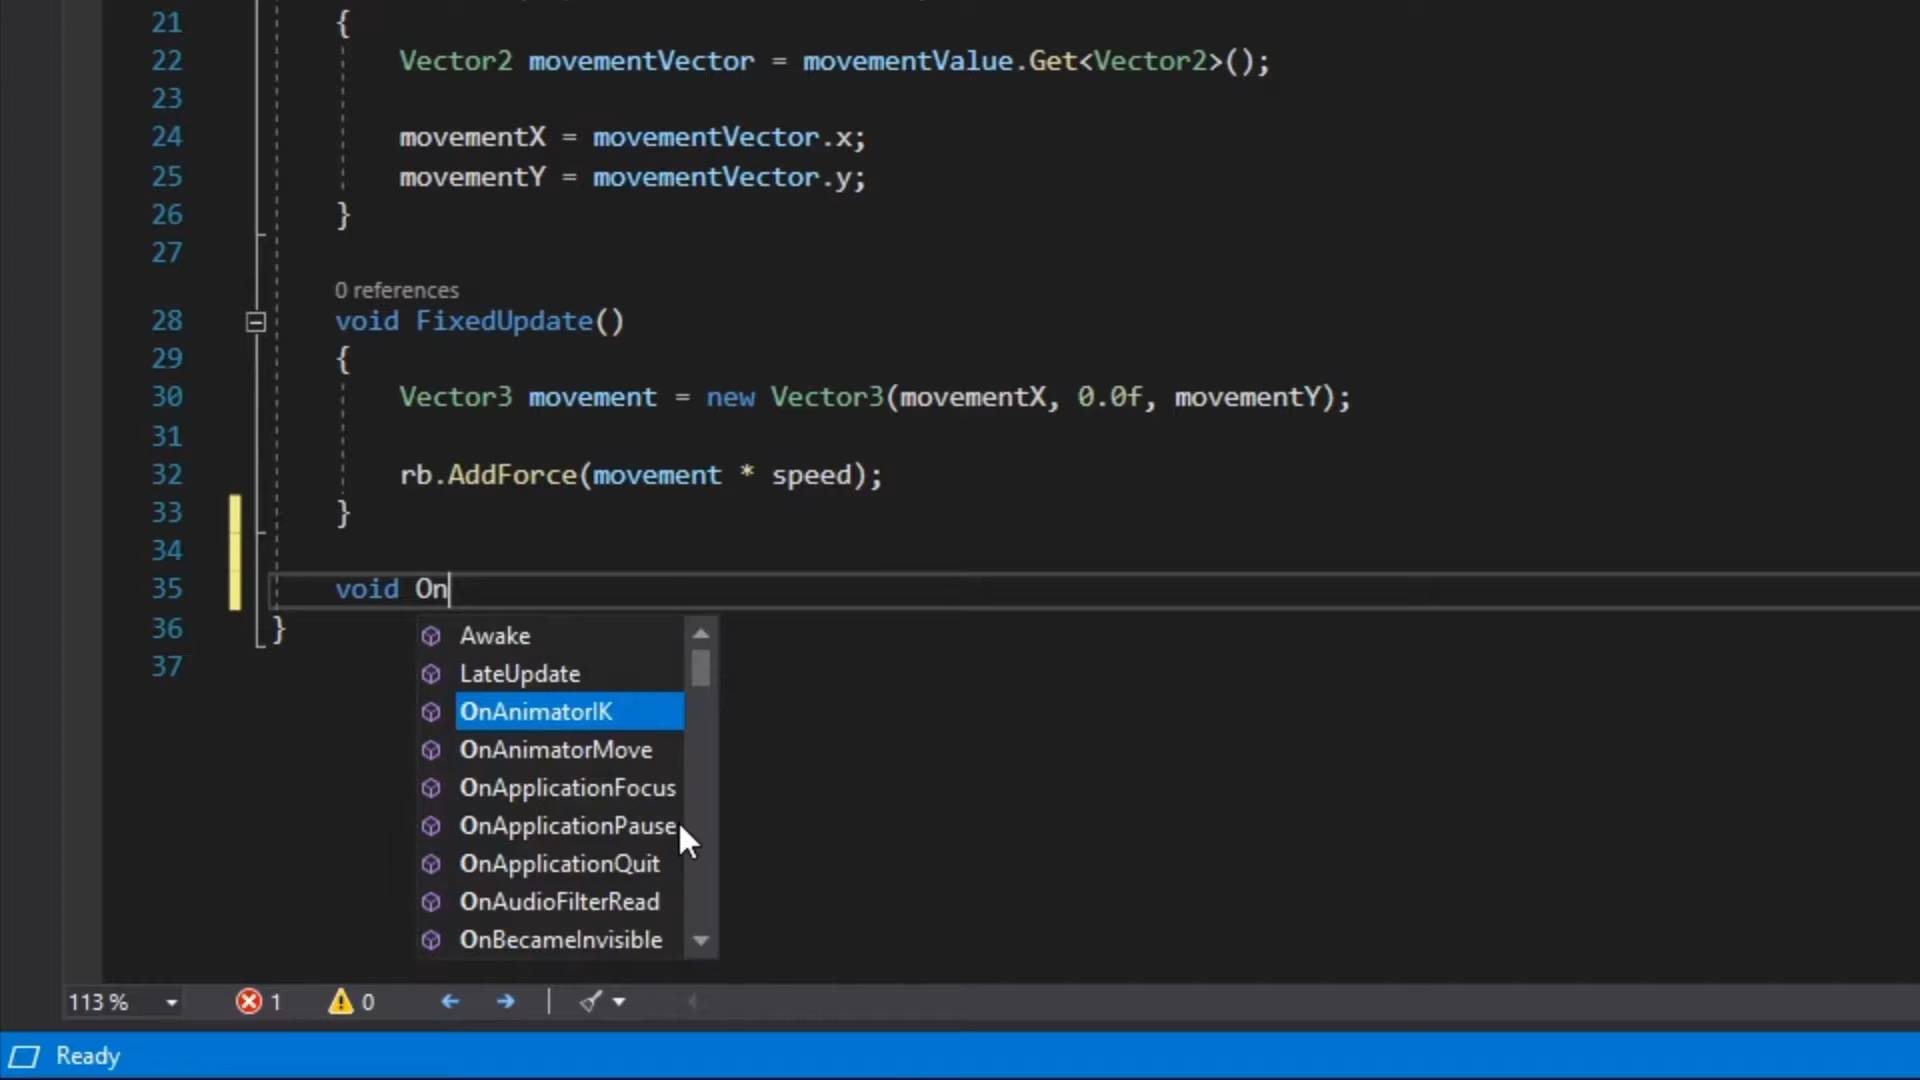 21 {
22 Vector2 movementVector = movementValue.Get<Vector2>();
23
24 movementX = movementVector.x;
25 movementY = movementVector.y;
26 }
27
0 references
28 void FixedUpdate()
29 {
30 Vector3 movement = new Vector3(movementX, 0.0f, movementY);
31
32 rb.AddForce(movement * speed);
33 }
34
35 void On
36 }
37
Awake
LateUpdate
OnAnimatorIK
OnAnimatorMove
OnApplicationFocus
OnApplicationPause
OnApplicationQuit
OnAudioFilterRead
OnBecameInvisible
113 % 1 0
Ready